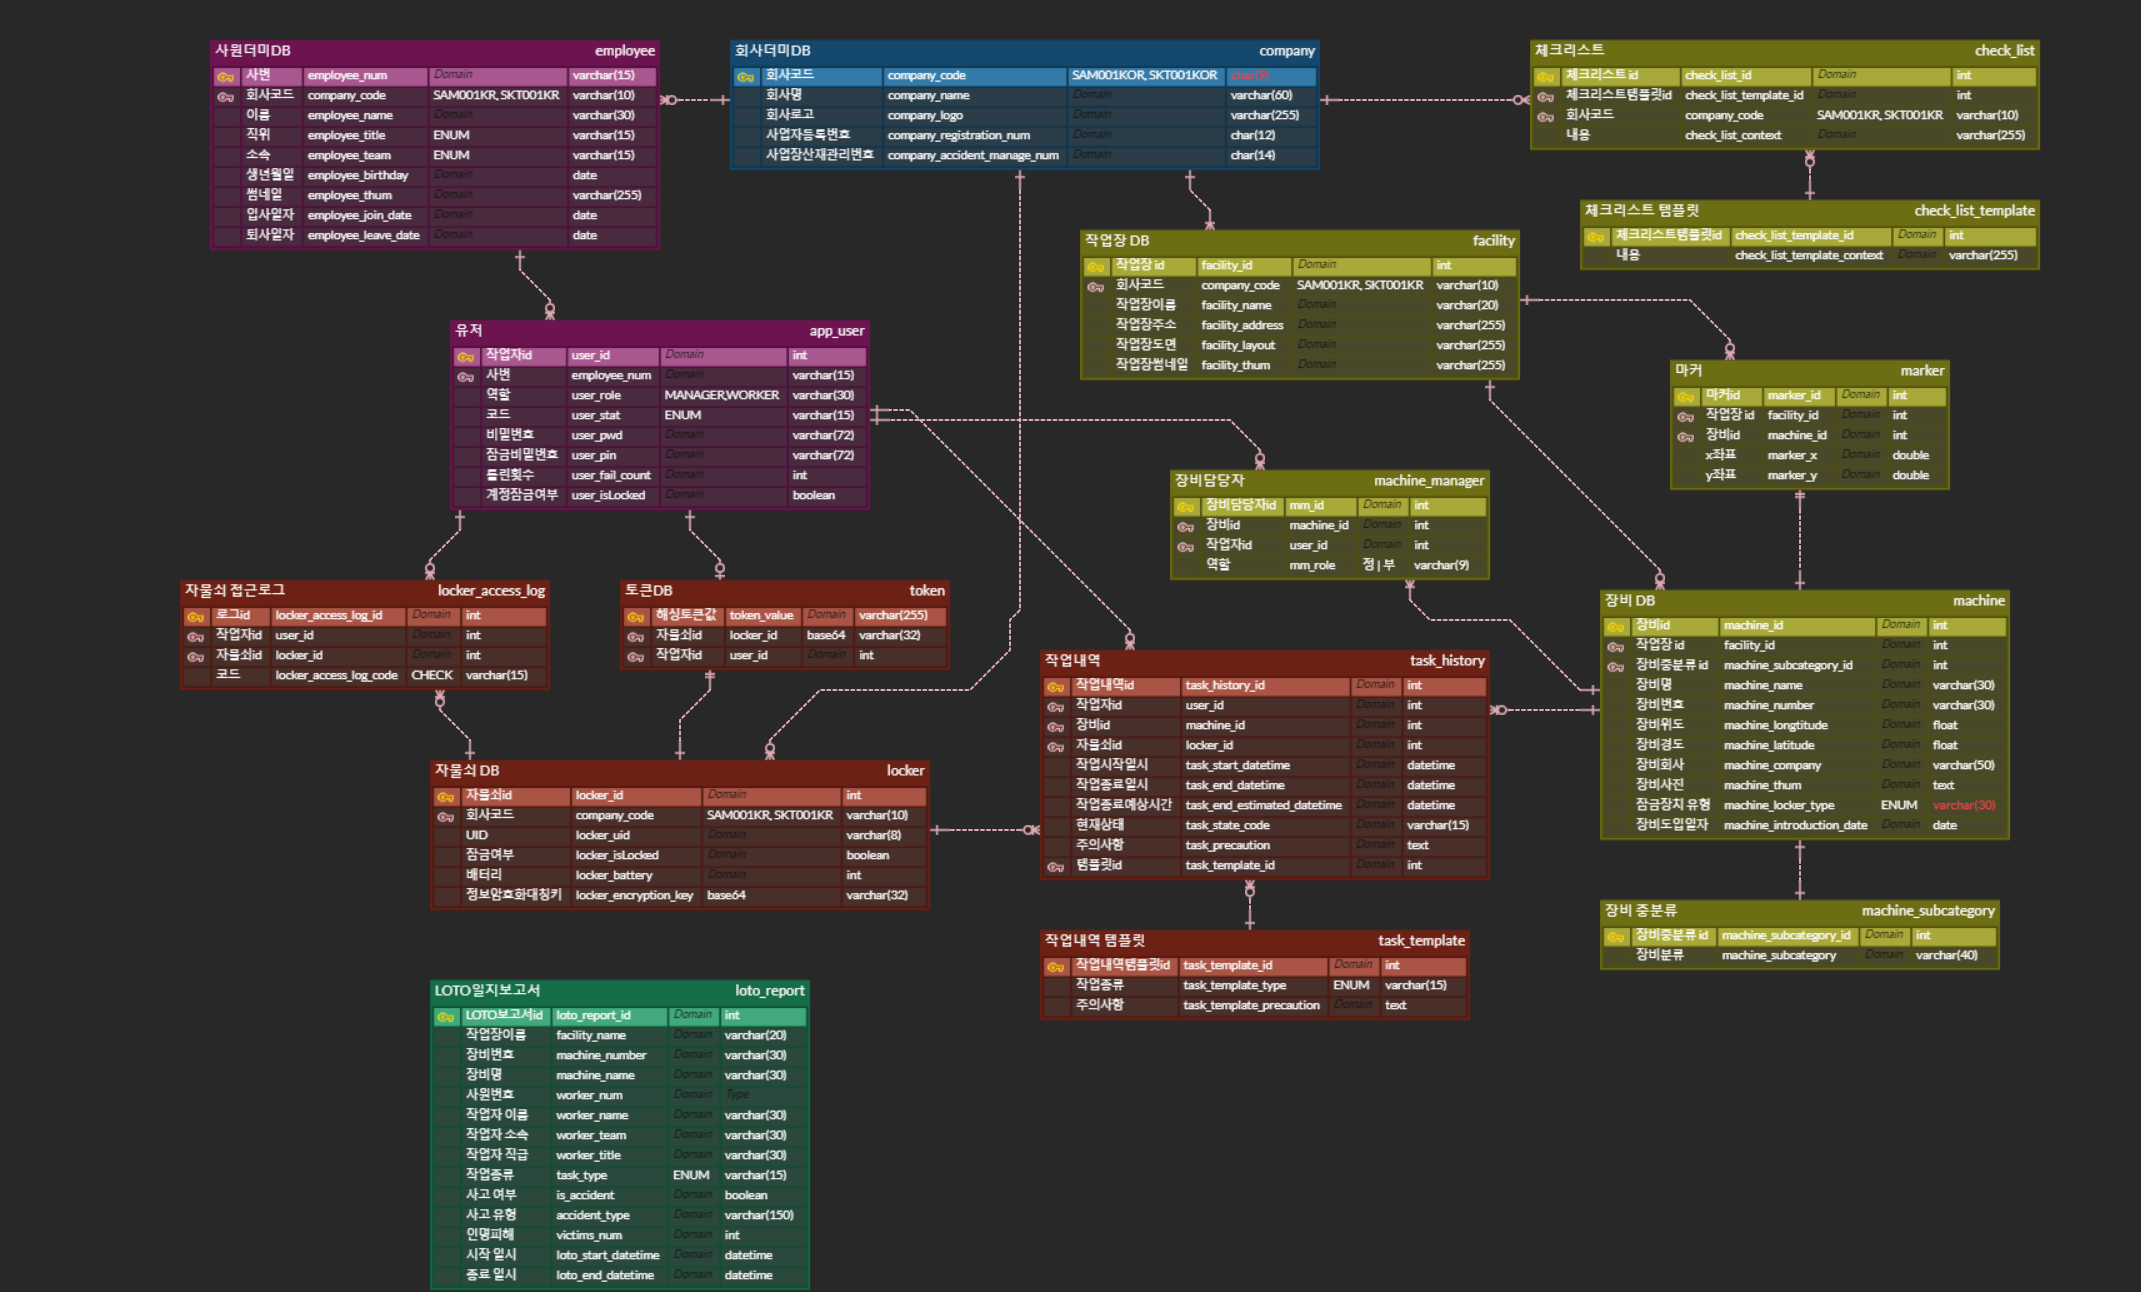 사원더미DB employee
사번 employee_num Domain varchar(15)
회사코드 company_code SAM001KR, SKT001KR varchar(10)
이름 employee_name Domain varchar(30)
직위 employee_title ENUM varchar(15)
소속 employee_team ENUM varchar(15)
생년월일 employee_birthday Domain date
썸네일 employee_thum Domain varchar(255)
입사일자 employee_join_date Domain date
퇴사일자 employee_leave_date Domain date
회사더미DB company
회사코드 company_code SAM001KOR, SKT001KOR char(9)
회사명 company_name Domain varchar(60)
회사로고 company_logo Domain varchar(255)
사업자등록번호 company_registration_num Domain char(12)
사업장산재관리번호 company_accident_manage_num Domain char(14)
체크리스트 check_list
체크리스트 id check_list_id Domain int
체크리스트템플릿id check_list_template_id Domain int
회사코드 company_code SAM001KR, SKT001KR varchar(10)
내용 check_list_context Domain varchar(255)
체크리스트 템플릿 check_list_template
체크리스트템플릿id check_list_template_id Domain int
내용 check_list_template_context Domain varchar(255)
작업장 DB facility
작업장 id facility_id Domain int
회사코드 company_code SAM001KR, SKT001KR varchar(10)
작업장이름 facility_name Domain varchar(20)
작업장주소 facility_address Domain varchar(255)
작업장도면 facility_layout Domain varchar(255)
작업장썸네일 facility_thum Domain varchar(255)
유저 app_user
작업자id user_id Domain int
사번 employee_num Domain varchar(15)
역할 user_role MANAGER,WORKER varchar(30)
코드 user_stat ENUM varchar(15)
비밀번호 user_pwd Domain varchar(72)
잠금비밀번호 user_pin Domain varchar(72)
틀린횟수 user_fail_count Domain int
계정잠금여부 user_isLocked Domain boolean
마커 marker
마커id marker_id Domain int
작업장 id facility_id Domain int
장비id machine_id Domain int
x좌표 marker_x Domain double
y좌표 marker_y Domain double
장비담당자 machine_manager
장비담당자id mm_id Domain int
장비id machine_id Domain int
작업자id user_id Domain int
역할 mm_role 정 | 부 varchar(9)
자물쇠 접근로그 locker_access_log
로그id locker_access_log_id Domain int
작업자id user_id Domain int
자물쇠id locker_id Domain int
코드 locker_access_log_code CHECK varchar(15)
토큰DB token
해싱토큰값 token_value Domain varchar(255)
자물쇠id locker_id base64 varchar(32)
작업자id user_id Domain int
장비 DB machine
장비id machine_id Domain int
작업장 id facility_id Domain int
장비중분류 id machine_subcategory_id Domain int
장비명 machine_name Domain varchar(30)
장비번호 machine_number Domain varchar(30)
장비위도 machine_longtitude Domain float
장비경도 machine_latitude Domain float
장비회사 machine_company Domain varchar(50)
장비사진 machine_thum Domain text
잠금장치 유형 machine_locker_type ENUM varchar(30)
장비도입일자 machine_introduction_date Domain date
작업내역 task_history
작업내역id task_history_id Domain int
작업자id user_id Domain int
장비id machine_id Domain int
자물쇠id locker_id Domain int
작업시작일시 task_start_datetime Domain datetime
작업종료일시 task_end_datetime Domain datetime
작업종료예상시간 task_end_estimated_datetime Domain datetime
현재상태 task_state_code Domain varchar(15)
주의사항 task_precaution Domain text
템플릿id task_template_id Domain int
자물쇠 DB locker
자물쇠id locker_id Domain int
회사코드 company_code SAM001KR, SKT001KR varchar(10)
UID locker_uid Domain varchar(8)
잠금여부 locker_isLocked Domain boolean
배터리 locker_battery Domain int
정보암호화대칭키 locker_encryption_key base64 varchar(32)
장비 중분류 machine_subcategory
장비중분류 id machine_subcategory_id Domain int
장비분류 machine_subcategory Domain varchar(40)
작업내역 템플릿 task_template
작업내역템플릿id task_template_id Domain int
작업종류 task_template_type ENUM varchar(15)
주의사항 task_template_precaution Domain text
LOTO일지보고서 loto_report
LOTO보고서id loto_report_id Domain int
작업장이름 facility_name Domain varchar(20)
장비번호 machine_number Domain varchar(30)
장비명 machine_name Domain varchar(30)
사원번호 worker_num Domain Type
작업자 이름 worker_name Domain varchar(30)
작업자 소속 worker_team Domain varchar(30)
작업자 직급 worker_title Domain varchar(30)
작업종류 task_type ENUM varchar(15)
사고 여부 is_accident Domain boolean
사고 유형 accident_type Domain varchar(150)
인명피해 victims_num Domain int
시작 일시 loto_start_datetime Domain datetime
종료 일시 loto_end_datetime Domain datetime